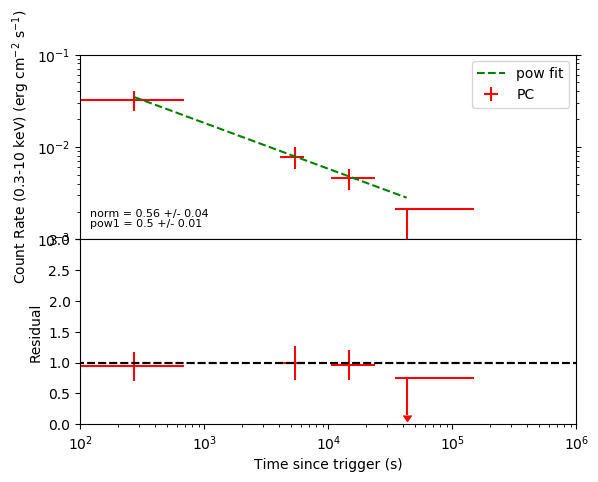 Count Rate (0.3-10 keV) (erg cm⁻² s⁻¹)
10⁻¹
10⁻²
pow fit
PC
norm = 0.56 +/- 0.04
pow1 = 0.5 +/- 0.01
Residual
3.0
2.5
2.0
1.5
1.0
0.5
0.0
10² 10³ 10⁴ 10⁵ 10⁶
Time since trigger (s)